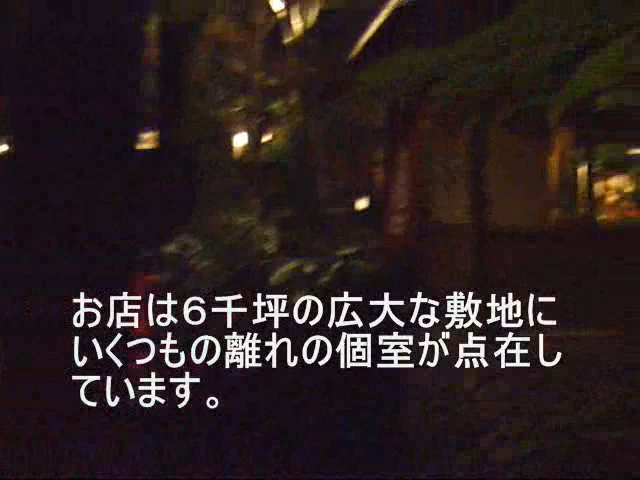 お店は６千坪の広大な敷地に
いくつもの離れの個室が点在し
ています。